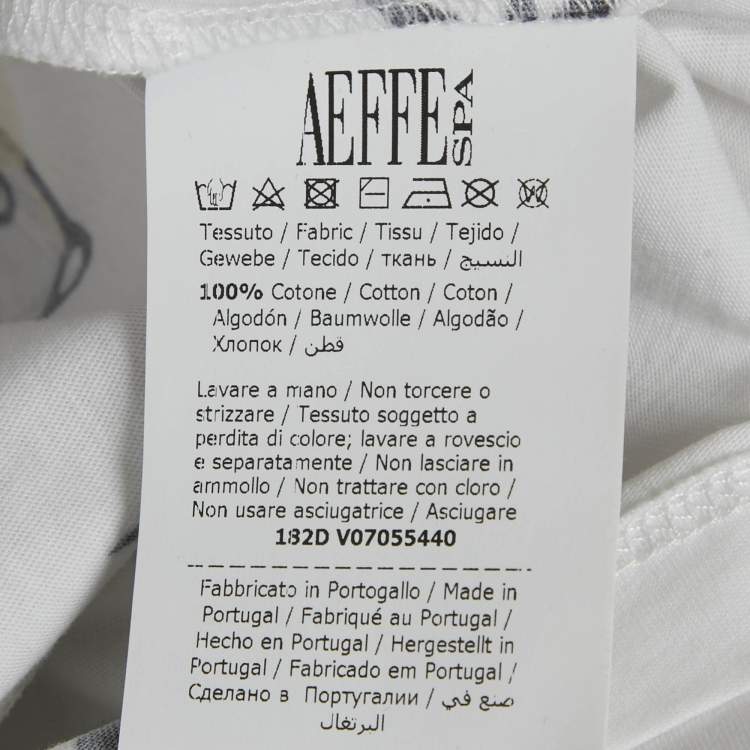 AEFFE SPA
Tessuto / Fabric / Tissu / Tejido /
Gewebe / Tecido / ткань / النسيج
100% Cotone / Cotton / Coton /
Algodón / Baumwolle / Algodão /
Хлопок / قطن
Lavare a mano / Non torcere o
strizzare / Tessuto soggetto a
perdita di colore; lavare a rovescio
e separatamente / Non lasciare in
ammollo / Non trattare con cloro /
Non usare asciugatrice / Asciugare
182D V07055440
Fabbricato in Portogallo / Made in
Portugal / Fabriqué au Portugal /
Hecho en Portugal / Hergestellt in
Portugal / Fabricado em Portugal /
Сделано в Португалии / صنع في
البرتغال